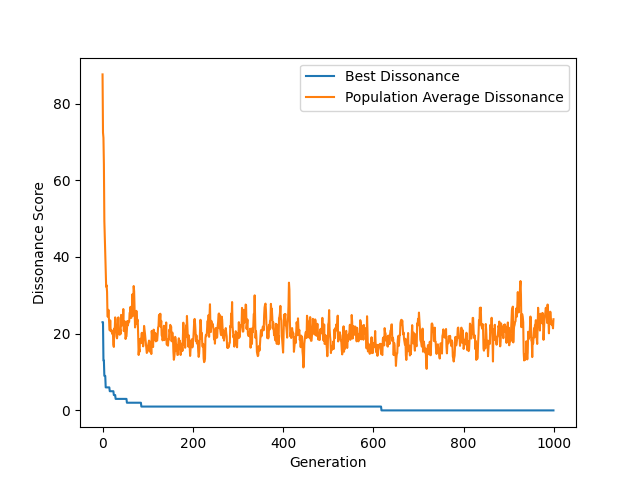 Best Dissonance
Population Average Dissonance
Dissonance Score
80
60
40
20
0
0 200 400 600 800 1000
Generation